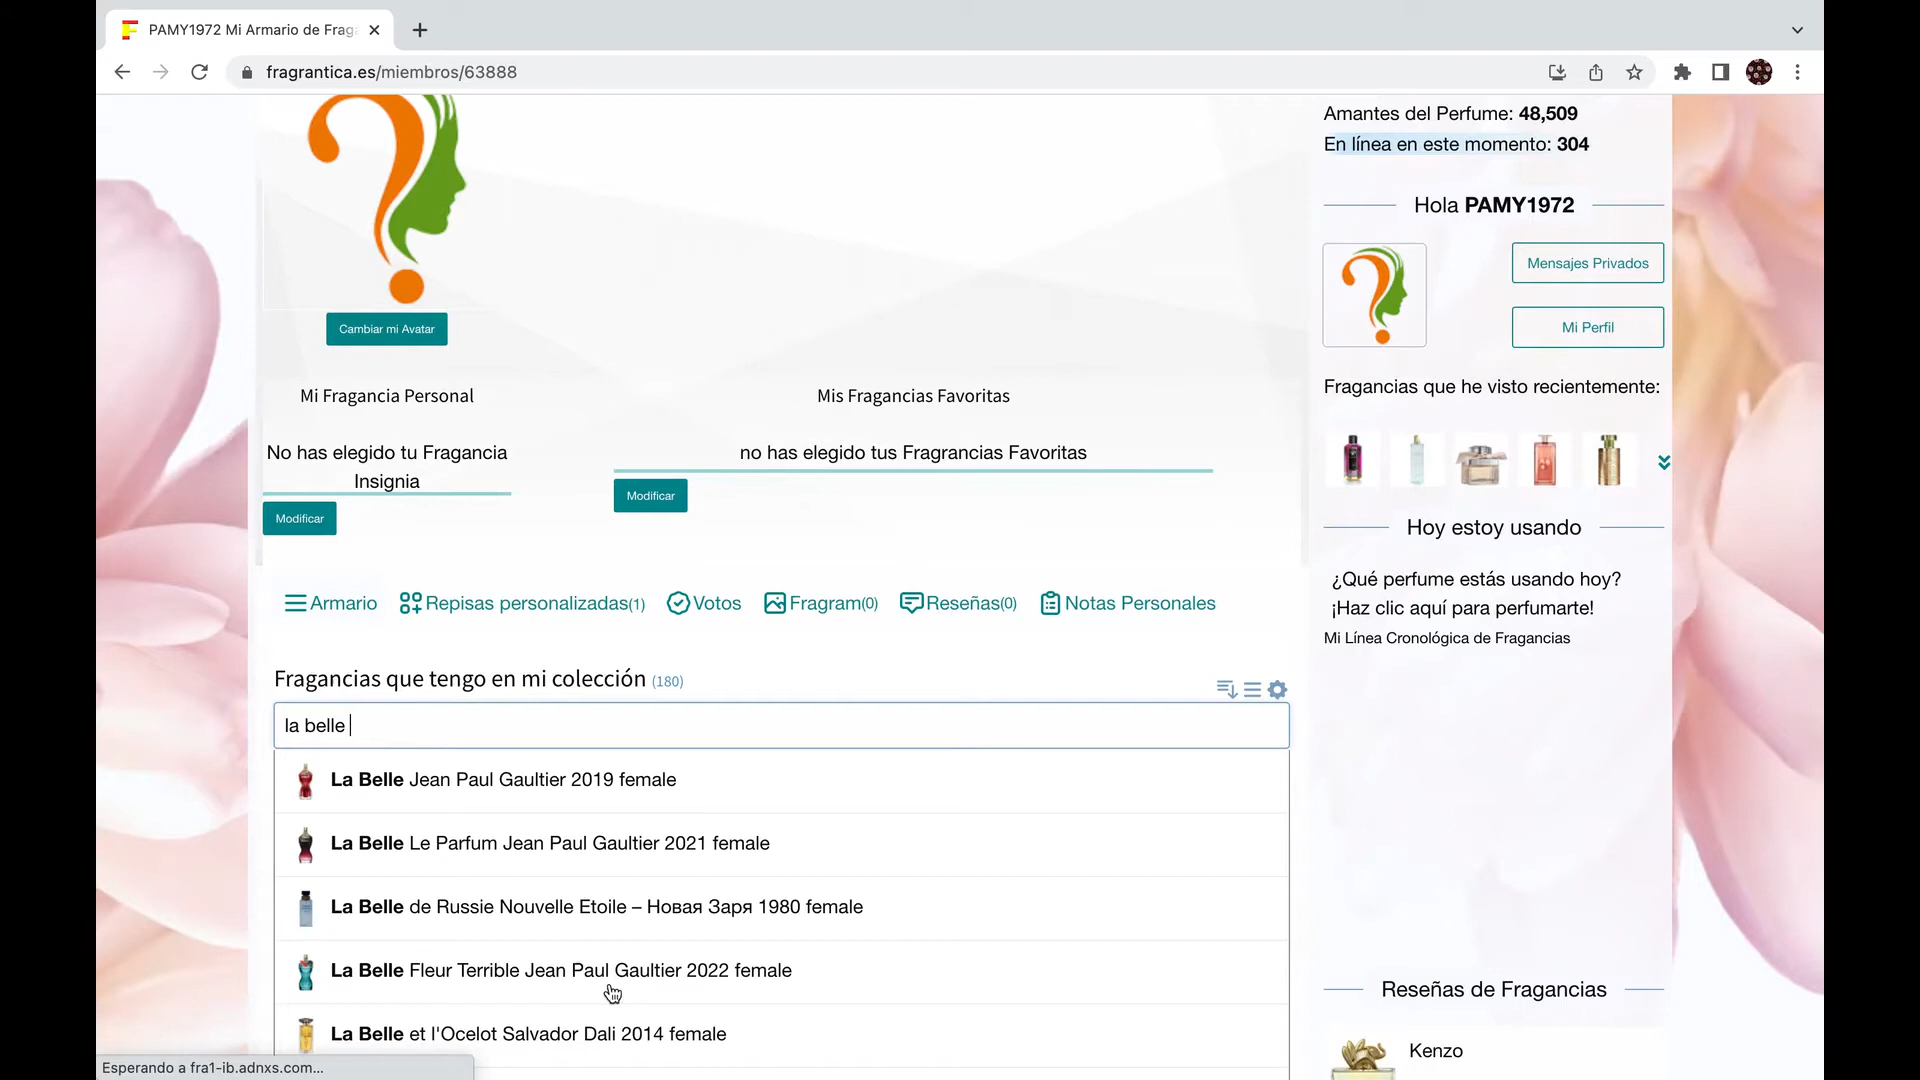 PAMY1972 Mi Armario de Frag
fragrantica.es/miembros/63888
Amantes del Perfume: 48,509
En línea en este momento: 304
Hola PAMY1972
Mensajes Privados
Cambiar mi Avatar
Mi Perfil
Mi Fragancia Personal
Mis Fragancias Favoritas
Fragancias que he visto recientemente:
No has elegido tu Fragancia
Insignia
no has elegido tus Fragrancias Favoritas
Modificar
Modificar
Hoy estoy usando
¿Qué perfume estás usando hoy?
¡Haz clic aquí para perfumarte!
Mi Línea Cronológica de Fragancias
Armario
Repisas personalizadas(1)
Votos
Fragram(0)
Reseñas(0)
Notas Personales
Fragancias que tengo en mi colección (180)
la belle
La Belle Jean Paul Gaultier 2019 female
La Belle Le Parfum Jean Paul Gaultier 2021 female
La Belle de Russie Nouvelle Etoile – Новая Заря 1980 female
La Belle Fleur Terrible Jean Paul Gaultier 2022 female
La Belle et l'Ocelot Salvador Dali 2014 female
Reseñas de Fragancias
Kenzo
Esperando a fra1-ib.adnxs.com...